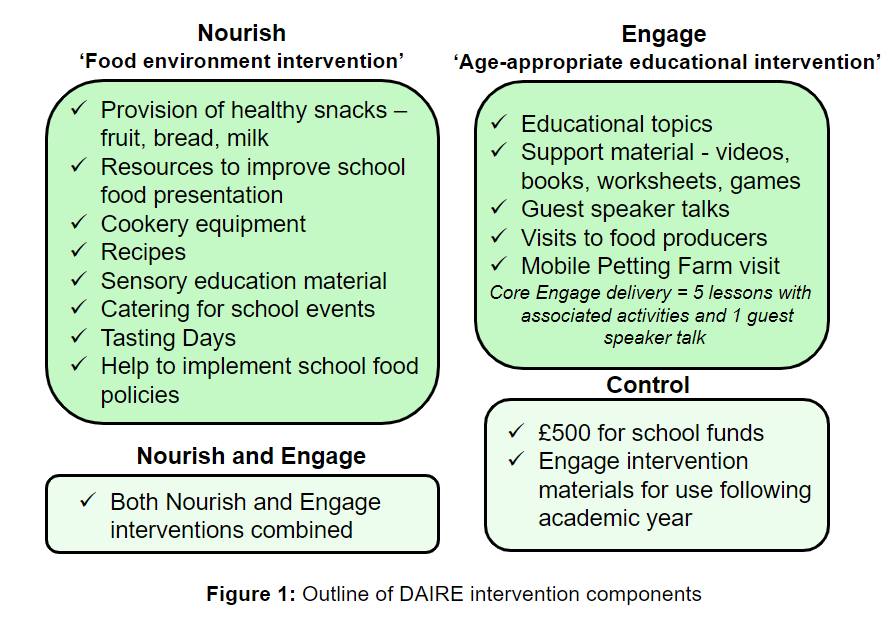 Nourish
‘Food environment intervention’
✓ Provision of healthy snacks –
fruit, bread, milk
✓ Resources to improve school
food presentation
✓ Cookery equipment
✓ Recipes
✓ Sensory education material
✓ Catering for school events
✓ Tasting Days
✓ Help to implement school food
policies
Engage
‘Age-appropriate educational intervention’
✓ Educational topics
✓ Support material - videos,
books, worksheets, games
✓ Guest speaker talks
✓ Visits to food producers
✓ Mobile Petting Farm visit
Core Engage delivery = 5 lessons with
associated activities and 1 guest
speaker talk
Nourish and Engage
✓ Both Nourish and Engage
interventions combined
Control
✓ £500 for school funds
✓ Engage intervention
materials for use following
academic year
Figure 1: Outline of DAIRE intervention components